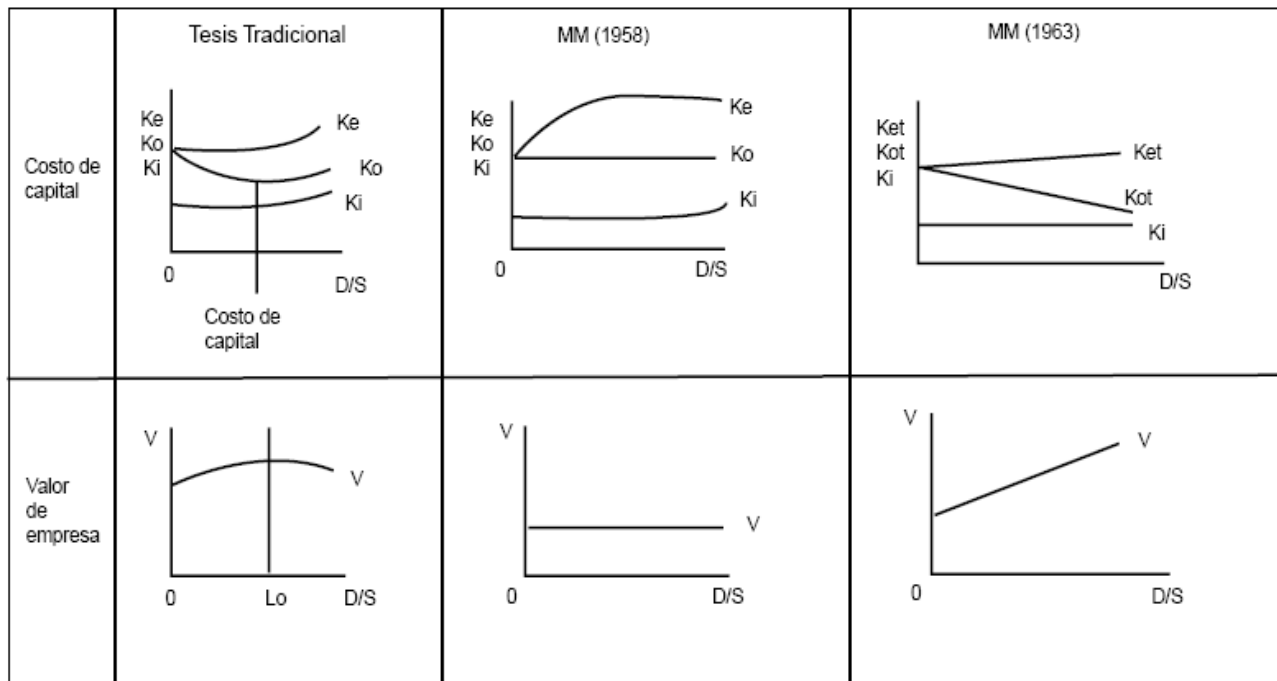 Tesis Tradicional
MM (1958)
MM (1963)
Costo de
capital
Ke
Ko
Ki
Ke
Ko
Ki
0
D/S
Costo de
capital
Ke
Ko
Ki
Ke
Ko
Ki
0
D/S
Ket
Kot
Ki
Ket
Kot
Ki
0
D/S
Valor
de
empresa
V
V
0
Lo
D/S
V
V
0
D/S
V
V
0
D/S